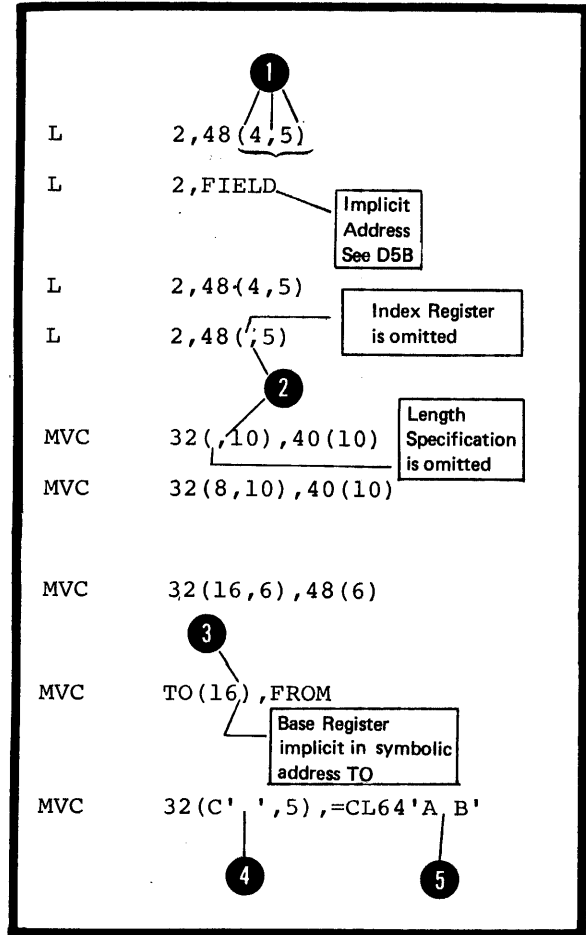 1
L 2,48(4,5)
L 2,FIELD
Implicit
Address
See D5B
L 2,48(4,5)
Index Register
is omitted
L 2,48(,5)
2
Length
Specification
is omitted
MVC 32(,10),40(10)
MVC 32(8,10),40(10)
MVC 32(16,6),48(6)
3
MVC TO(16),FROM
Base Register
implicit in symbolic
address TO
MVC 32(C' ',5),=CL64'A B'
4 5